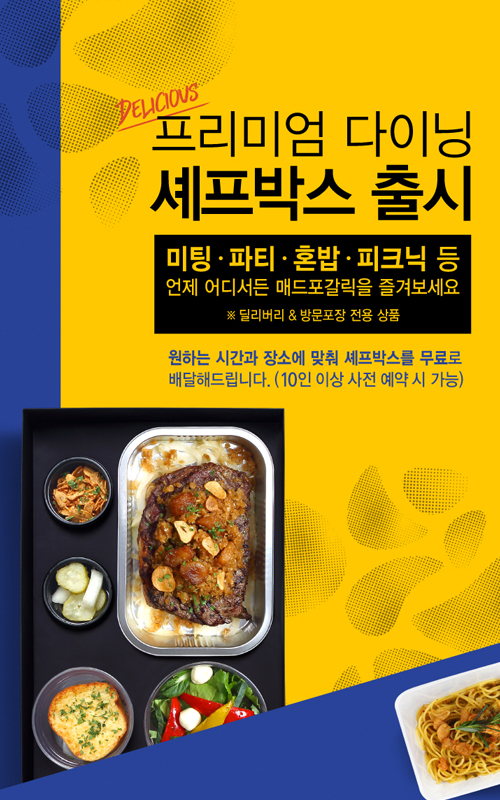 DELICIOUS
프리미엄 다이닝
셰프박스 출시
미팅·파티·혼밥·피크닉 등
언제 어디서든 매드포갈릭을 즐겨보세요
※ 딜리버리 & 방문포장 전용 상품
원하는 시간과 장소에 맞춰 셰프박스를 무료로
배달해드립니다. (10인 이상 사전 예약 시 가능)